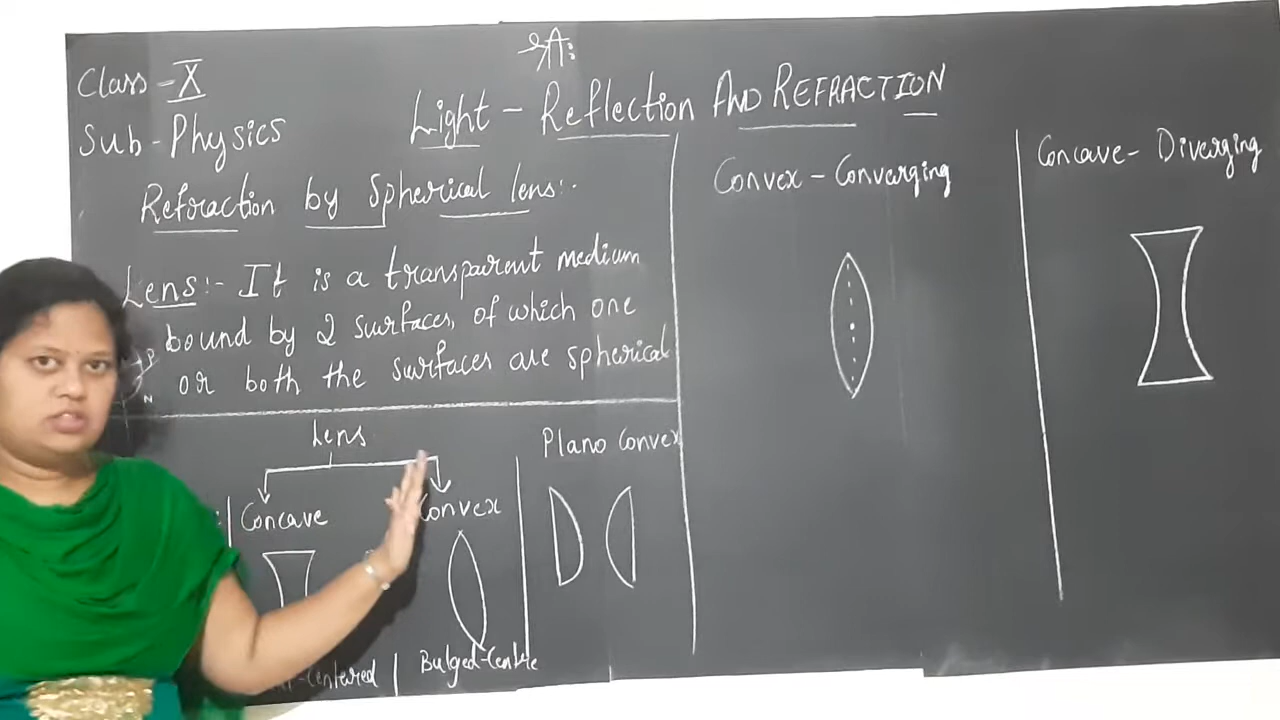 శ్రీః
Class - X
Light - Reflection AND REFRACTION
Sub - Physics
Refraction by Spherical lens:-
Lens:- It is a transparent medium
bound by 2 surfaces, of which one
or both the surfaces are spherical
P
N
Lens
Concave
Convex
-Centered
Bulged-Centre
Plano Convex
Convex - Converging
Concave - Diverging